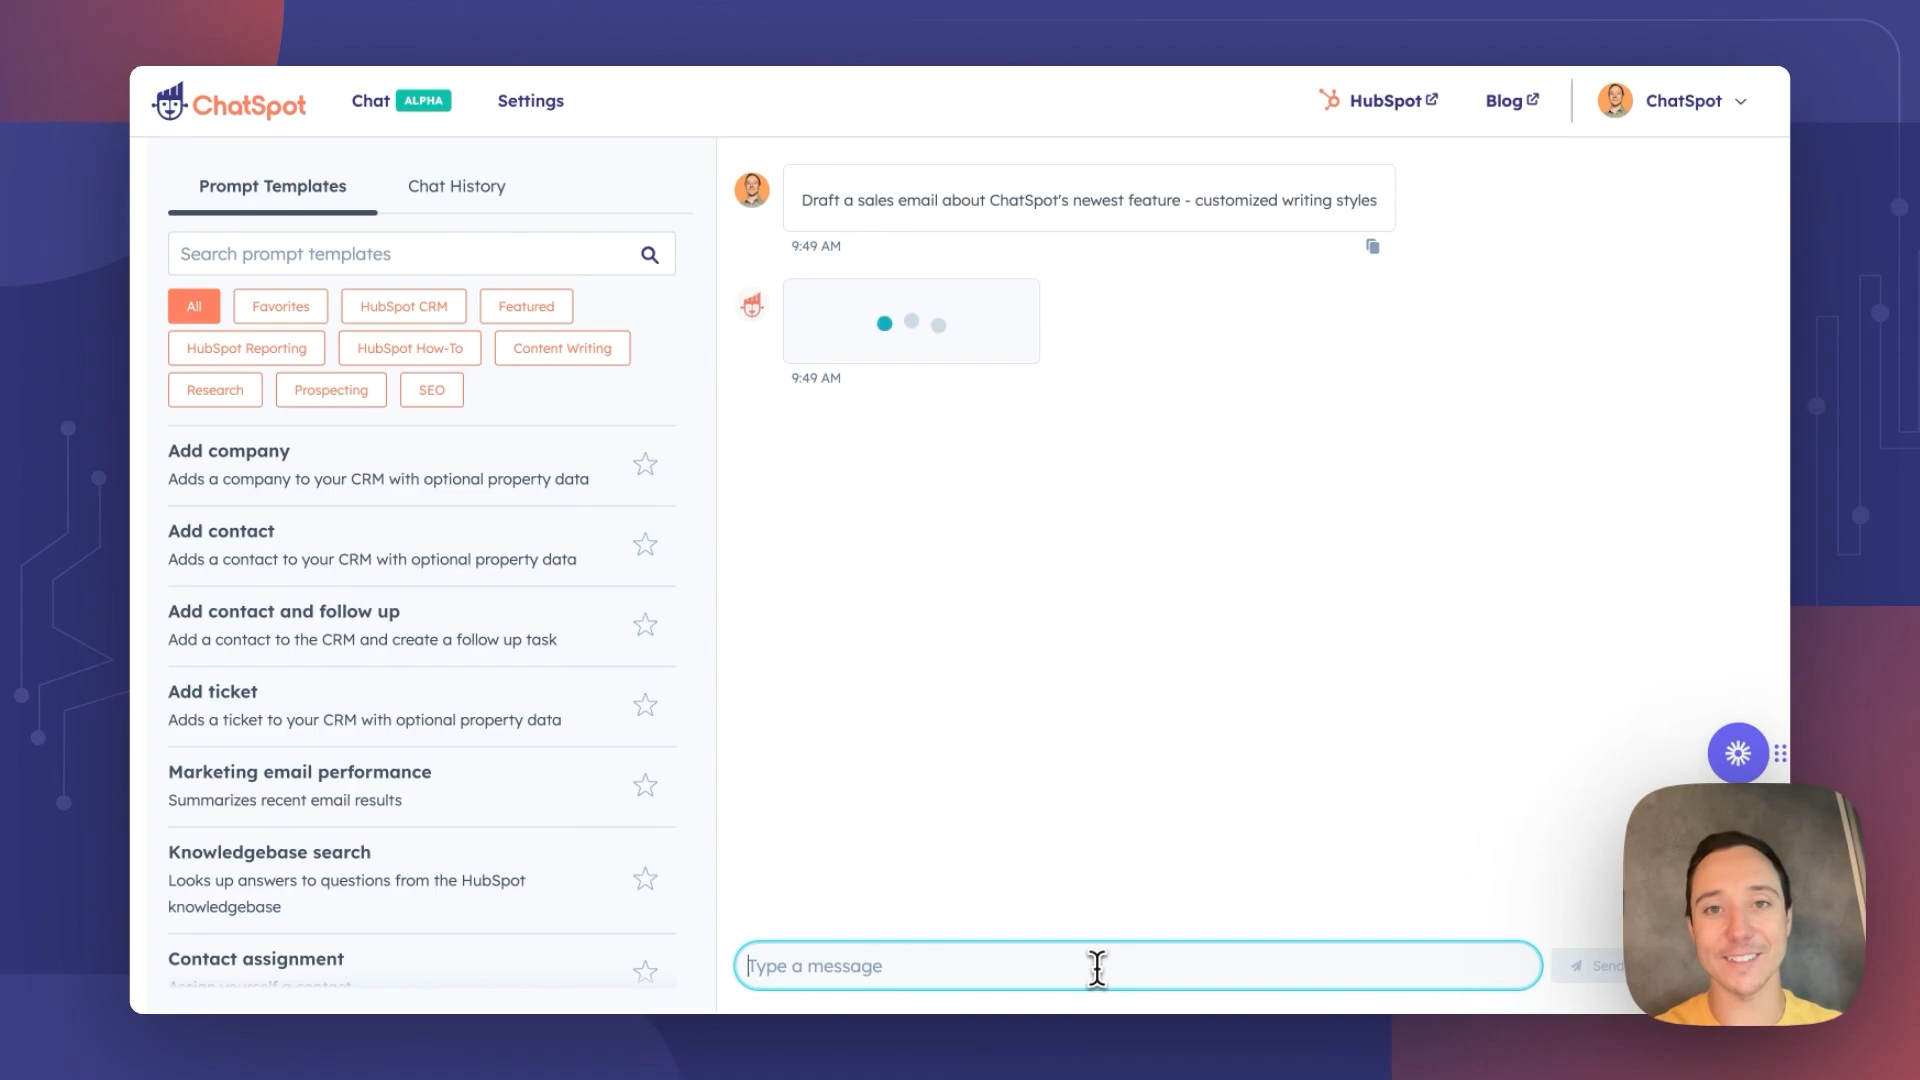 ChatSpot
Chat ALPHA
Settings
HubSpot
Blog
ChatSpot
Prompt Templates
Chat History
Search prompt templates
All
Favorites
HubSpot CRM
Featured
HubSpot Reporting
HubSpot How-To
Content Writing
Research
Prospecting
SEO
Add company
Adds a company to your CRM with optional property data
Add contact
Adds a contact to your CRM with optional property data
Add contact and follow up
Add a contact to the CRM and create a follow up task
Add ticket
Adds a ticket to your CRM with optional property data
Marketing email performance
Summarizes recent email results
Knowledgebase search
Looks up answers to questions from the HubSpot
knowledgebase
Contact assignment
Assign yourself a contact
Draft a sales email about ChatSpot's newest feature - customized writing styles
9:49 AM
9:49 AM
Type a message
Send